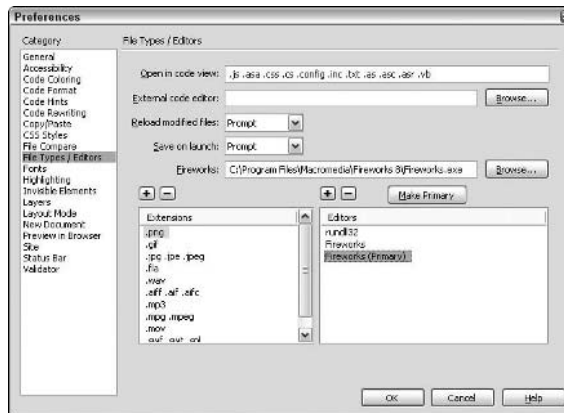 Preferences
Category
General
Accessibility
Code Coloring
Code Format
Code Hints
Code Rewriting
Copy/Paste
CSS Styles
File Compare
File Types / Editors
Fonts
Highlighting
Invisible Elements
Layers
Layout Mode
New Document
Preview in Browser
Site
Status Bar
Validator
File Types / Editors
Open in code view: .js .asa .css .cs .config .inc .txt .as .asc .asr .vb
External code editor: Browse...
Reload modified files: Prompt
Save on launch: Prompt
Fireworks: C:\Program Files\Macromedia\Fireworks 8\Fireworks.exe Browse...
+ − + − Make Primary
Extensions
.png
.gif
.jpg .jpe .jpeg
.fla
.wav
.aiff .aif .aifc
.mp3
.mpg .mpeg
.mov
Editors
rundll32
Fireworks
Fireworks (Primary)
OK Cancel Help